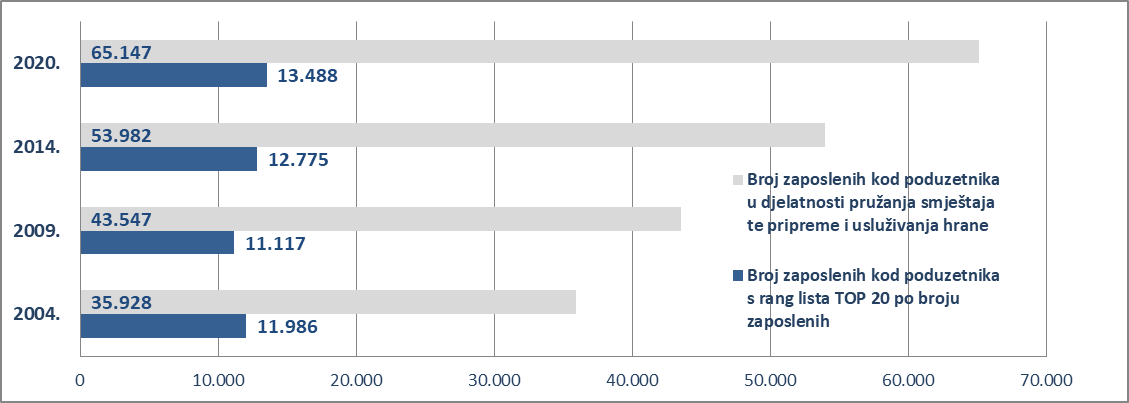 2020.
65.147
13.488
2014.
53.982
12.775
2009.
43.547
11.117
2004.
35.928
11.986
Broj zaposlenih kod poduzetnika
u djelatnosti pružanja smještaja
te pripreme i usluživanja hrane
Broj zaposlenih kod poduzetnika
s rang lista TOP 20 po broju
zaposlenih
0 10.000 20.000 30.000 40.000 50.000 60.000 70.000